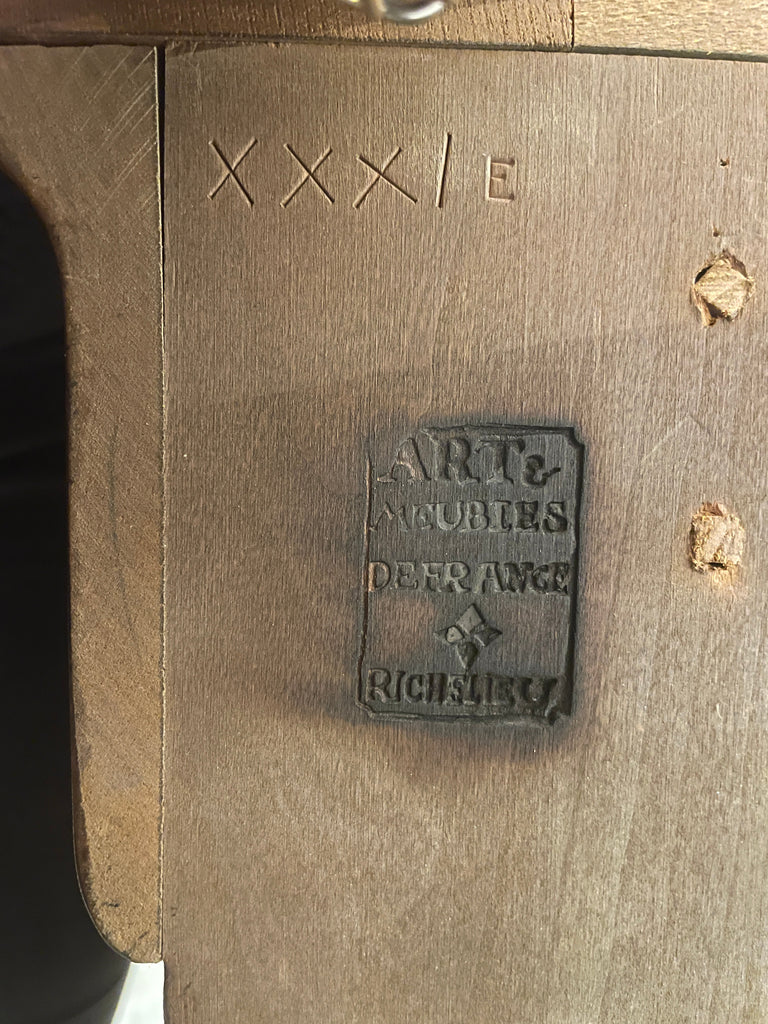 XXX/E
ART &
MEUBLES
DE FRANCE
RICHELIEU